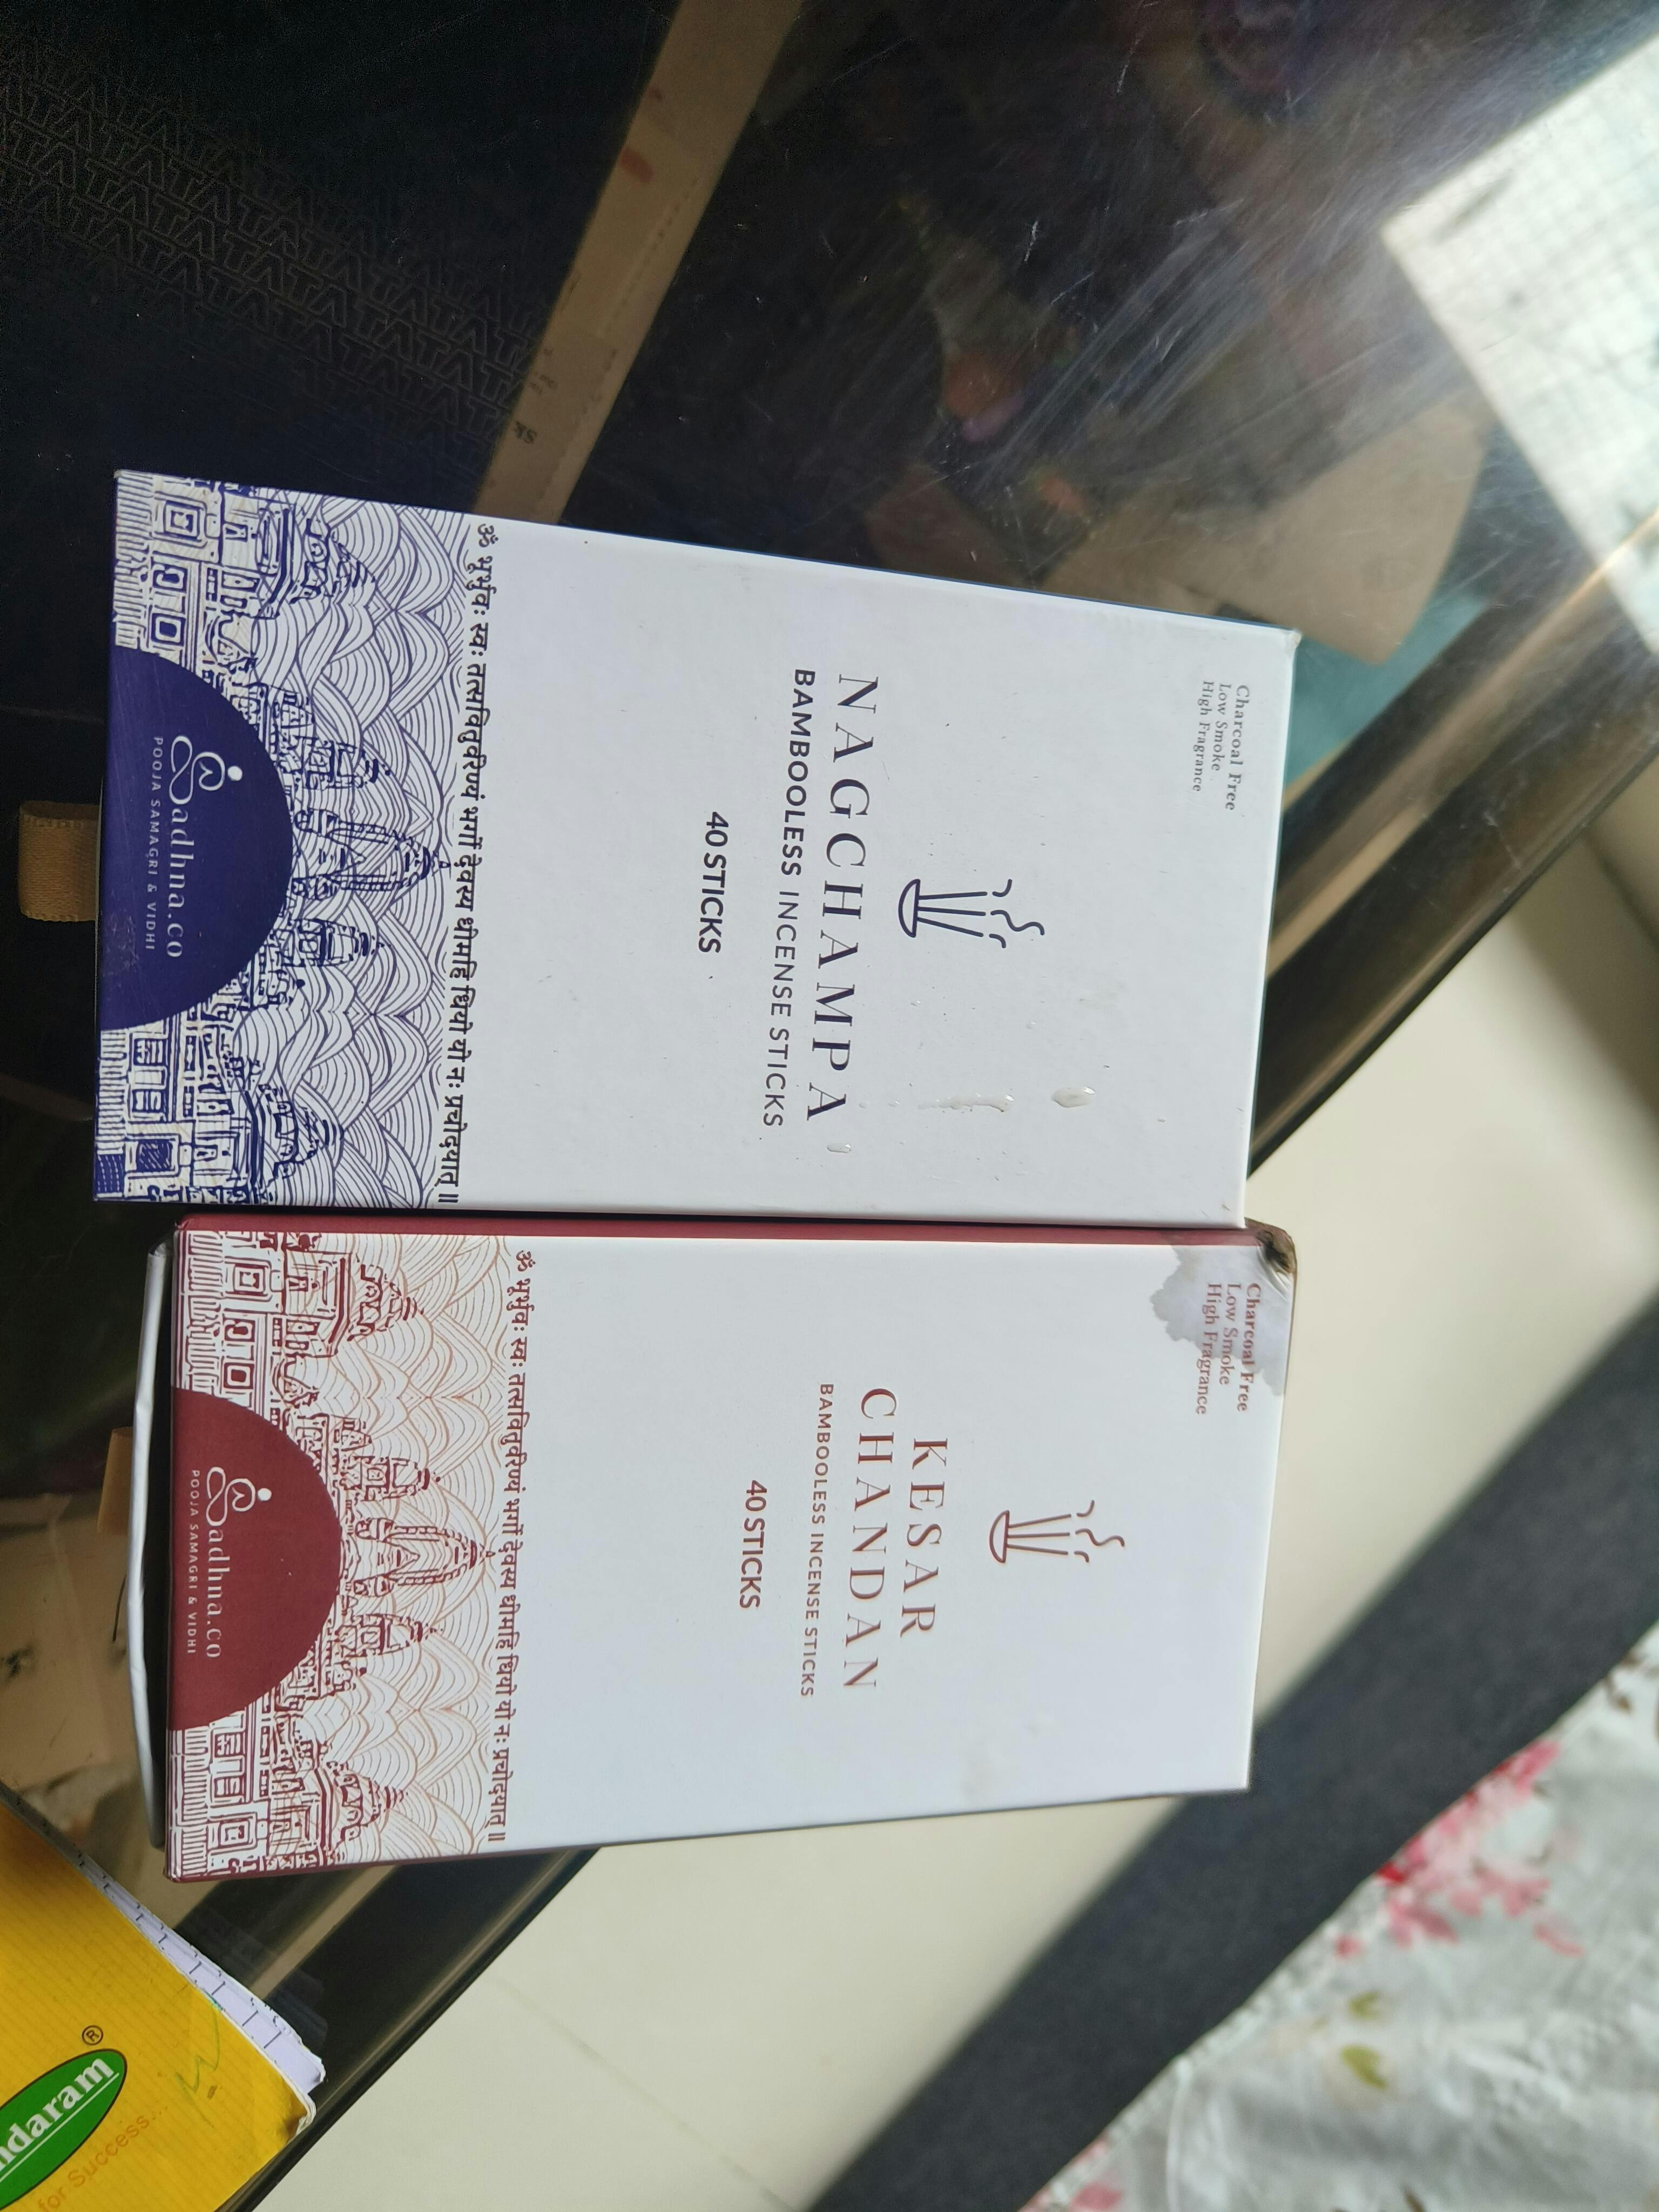 Charcoal Free
Low Smoke
High Fragrance
NAGCHAMPA
BAMBOOLESS INCENSE STICKS
40 STICKS
ॐ भूर्भुवः स्वः तत्सवितुर्वरेण्यं भर्गो देवस्य धीमहि धियो यो नः प्रचोदयात् ॥
Sadhna.co
POOJA SAMAGRI & VIDHI
Charcoal Free
Low Smoke
High Fragrance
KESAR
CHANDAN
BAMBOOLESS INCENSE STICKS
40 STICKS
ॐ भूर्भुवः स्वः तत्सवितुर्वरेण्यं भर्गो देवस्य धीमहि धियो यो नः प्रचोदयात् ॥
Sadhna.co
POOJA SAMAGRI & VIDHI
TATATATATATA
ndaram
®
for Success...